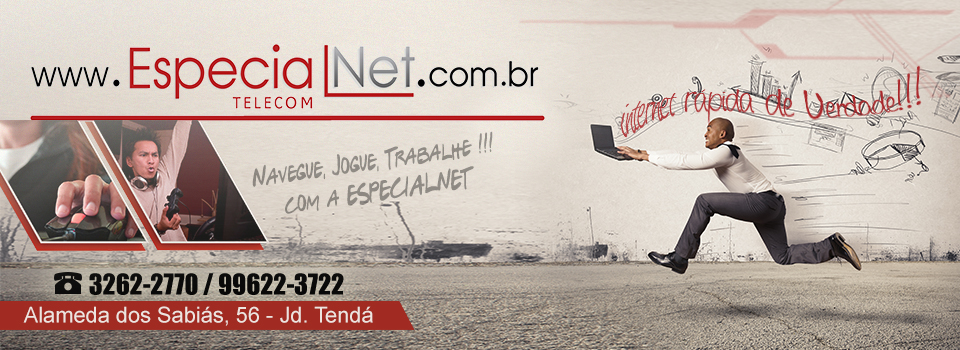 www.EspecialNet.com.br
TELECOM
internet rápida de Verdade!!!
Navegue, Jogue, Trabalhe !!!
com a ESPECIALNET
☎ 3262-2770 / 99622-3722
Alameda dos Sabiás, 56 - Jd. Tendá